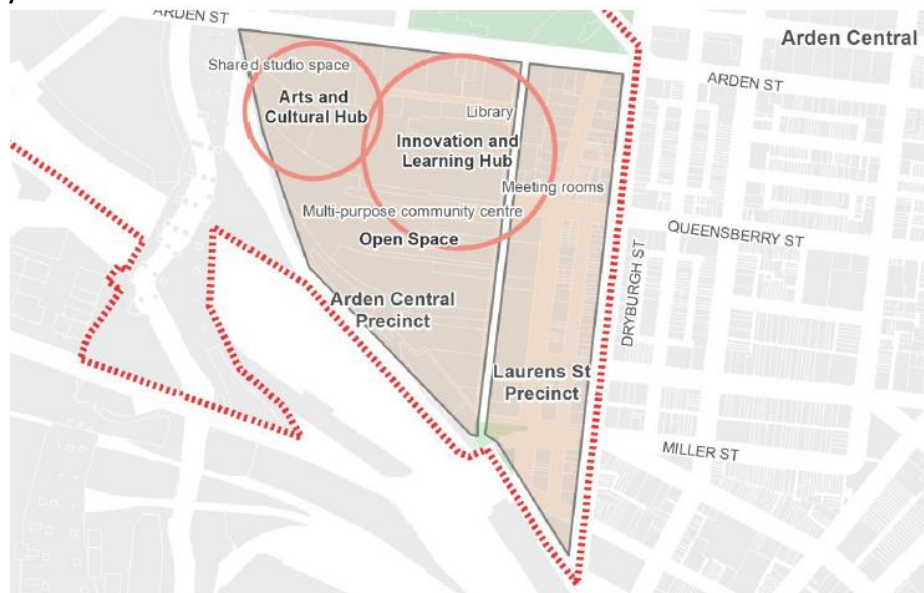 ARDEN ST
Arden Central
Shared studio space
ARDEN ST
Arts and
Cultural Hub
Library
Innovation and
Learning Hub
Meeting rooms
Multi-purpose community centre
Open Space
QUEENSBERRY ST
DRYBURGH ST
Arden Central
Precinct
Laurens St
Precinct
MILLER ST